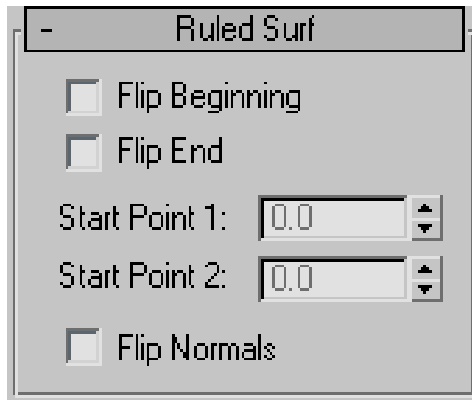 - Ruled Surf
Flip Beginning
Flip End
Start Point 1: 0.0
Start Point 2: 0.0
Flip Normals